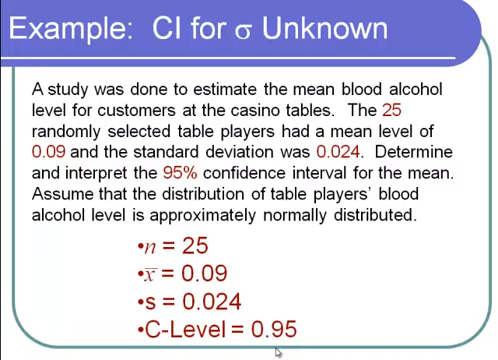 Example: CI for σ Unknown
A study was done to estimate the mean blood alcohol
level for customers at the casino tables. The 25
randomly selected table players had a mean level of
0.09 and the standard deviation was 0.024. Determine
and interpret the 95% confidence interval for the mean.
Assume that the distribution of table players' blood
alcohol level is approximately normally distributed.
•n = 25
•x̅ = 0.09
•s = 0.024
•C-Level = 0.95